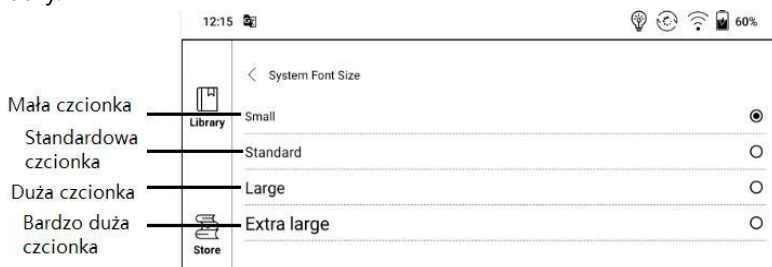 12:15
60%
System Font Size
Library
Mała czcionka
Small
Standardowa
czcionka
Standard
Duża czcionka
Large
Bardzo duża
czcionka
Extra large
Store